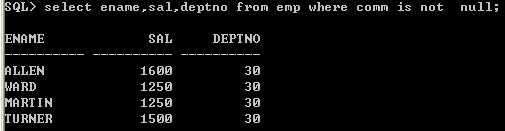 SQL> select ename,sal,deptno from emp where comm is not  null;
ENAME             SAL     DEPTNO
---------- ---------- ----------
ALLEN            1600         30
WARD             1250         30
MARTIN           1250         30
TURNER           1500         30